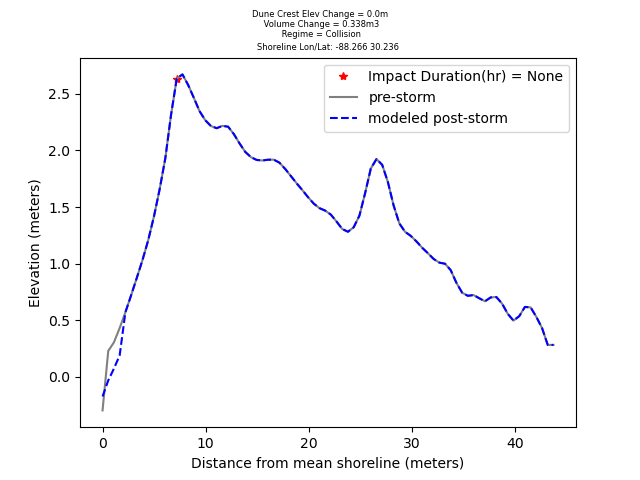 Dune Crest Elev Change = 0.0m
Volume Change = 0.338m3
Regime = Collision
Shoreline Lon/Lat: -88.266 30.236
Impact Duration(hr) = None
pre-storm
modeled post-storm
2.5
2.0
1.5
1.0
0.5
0.0
Elevation (meters)
0 10 20 30 40
Distance from mean shoreline (meters)